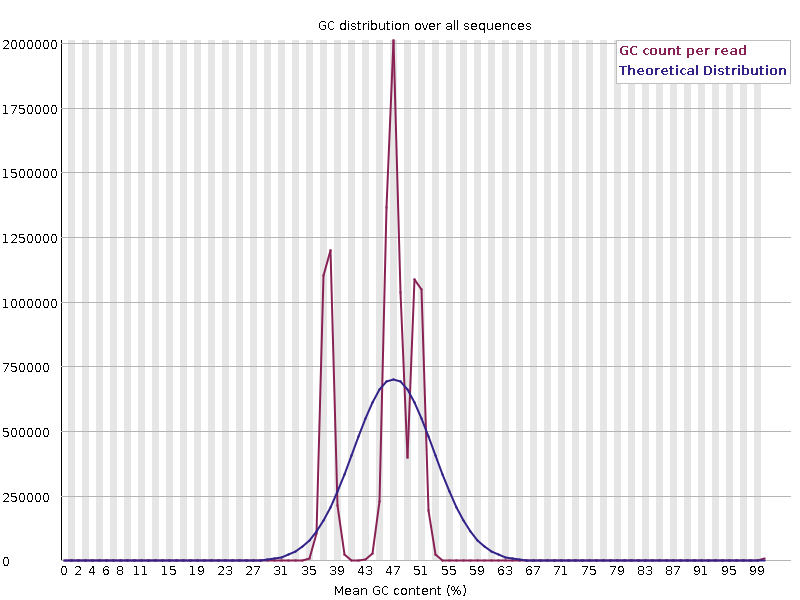 GC distribution over all sequences
GC count per read
Theoretical Distribution
2000000
1750000
1500000
1250000
1000000
750000
500000
250000
0
0 2 4 6 8 11 15 19 23 27 31 35 39 43 47 51 55 59 63 67 71 75 79 83 87 91 95 99
Mean GC content (%)